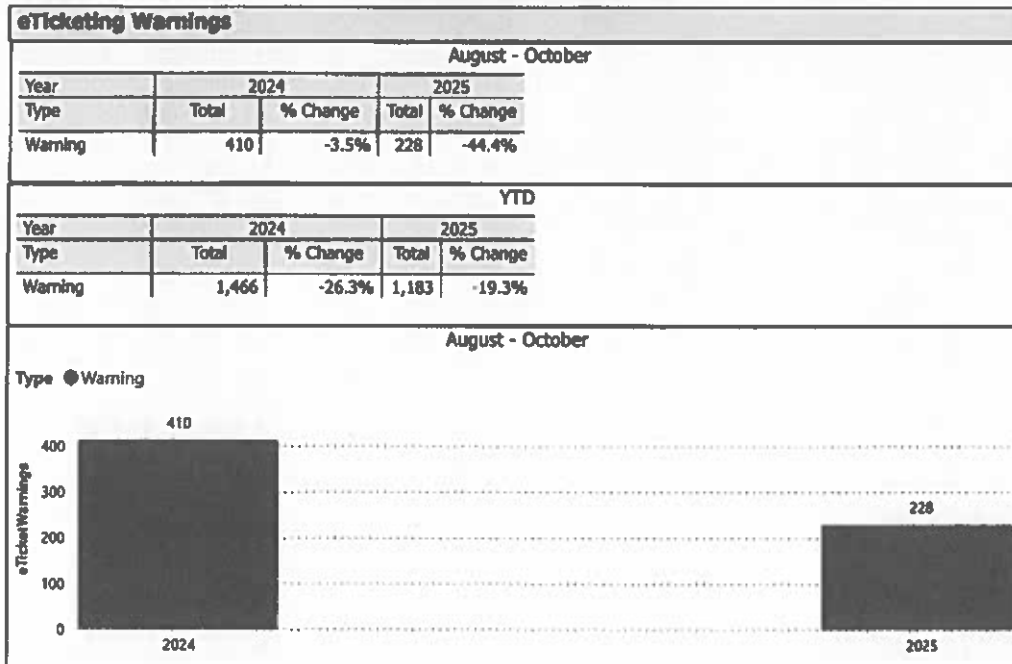 eTicketing Warnings
August - October
Year 2024 2025
Type Total % Change Total % Change
Warning 410 -3.5% 228 -44.4%
YTD
Year 2024 2025
Type Total % Change Total % Change
Warning 1,466 -26.3% 1,183 -19.3%
August - October
Type Warning
410
400
300
228
200
100
0
eTicketWarnings
2024 2025